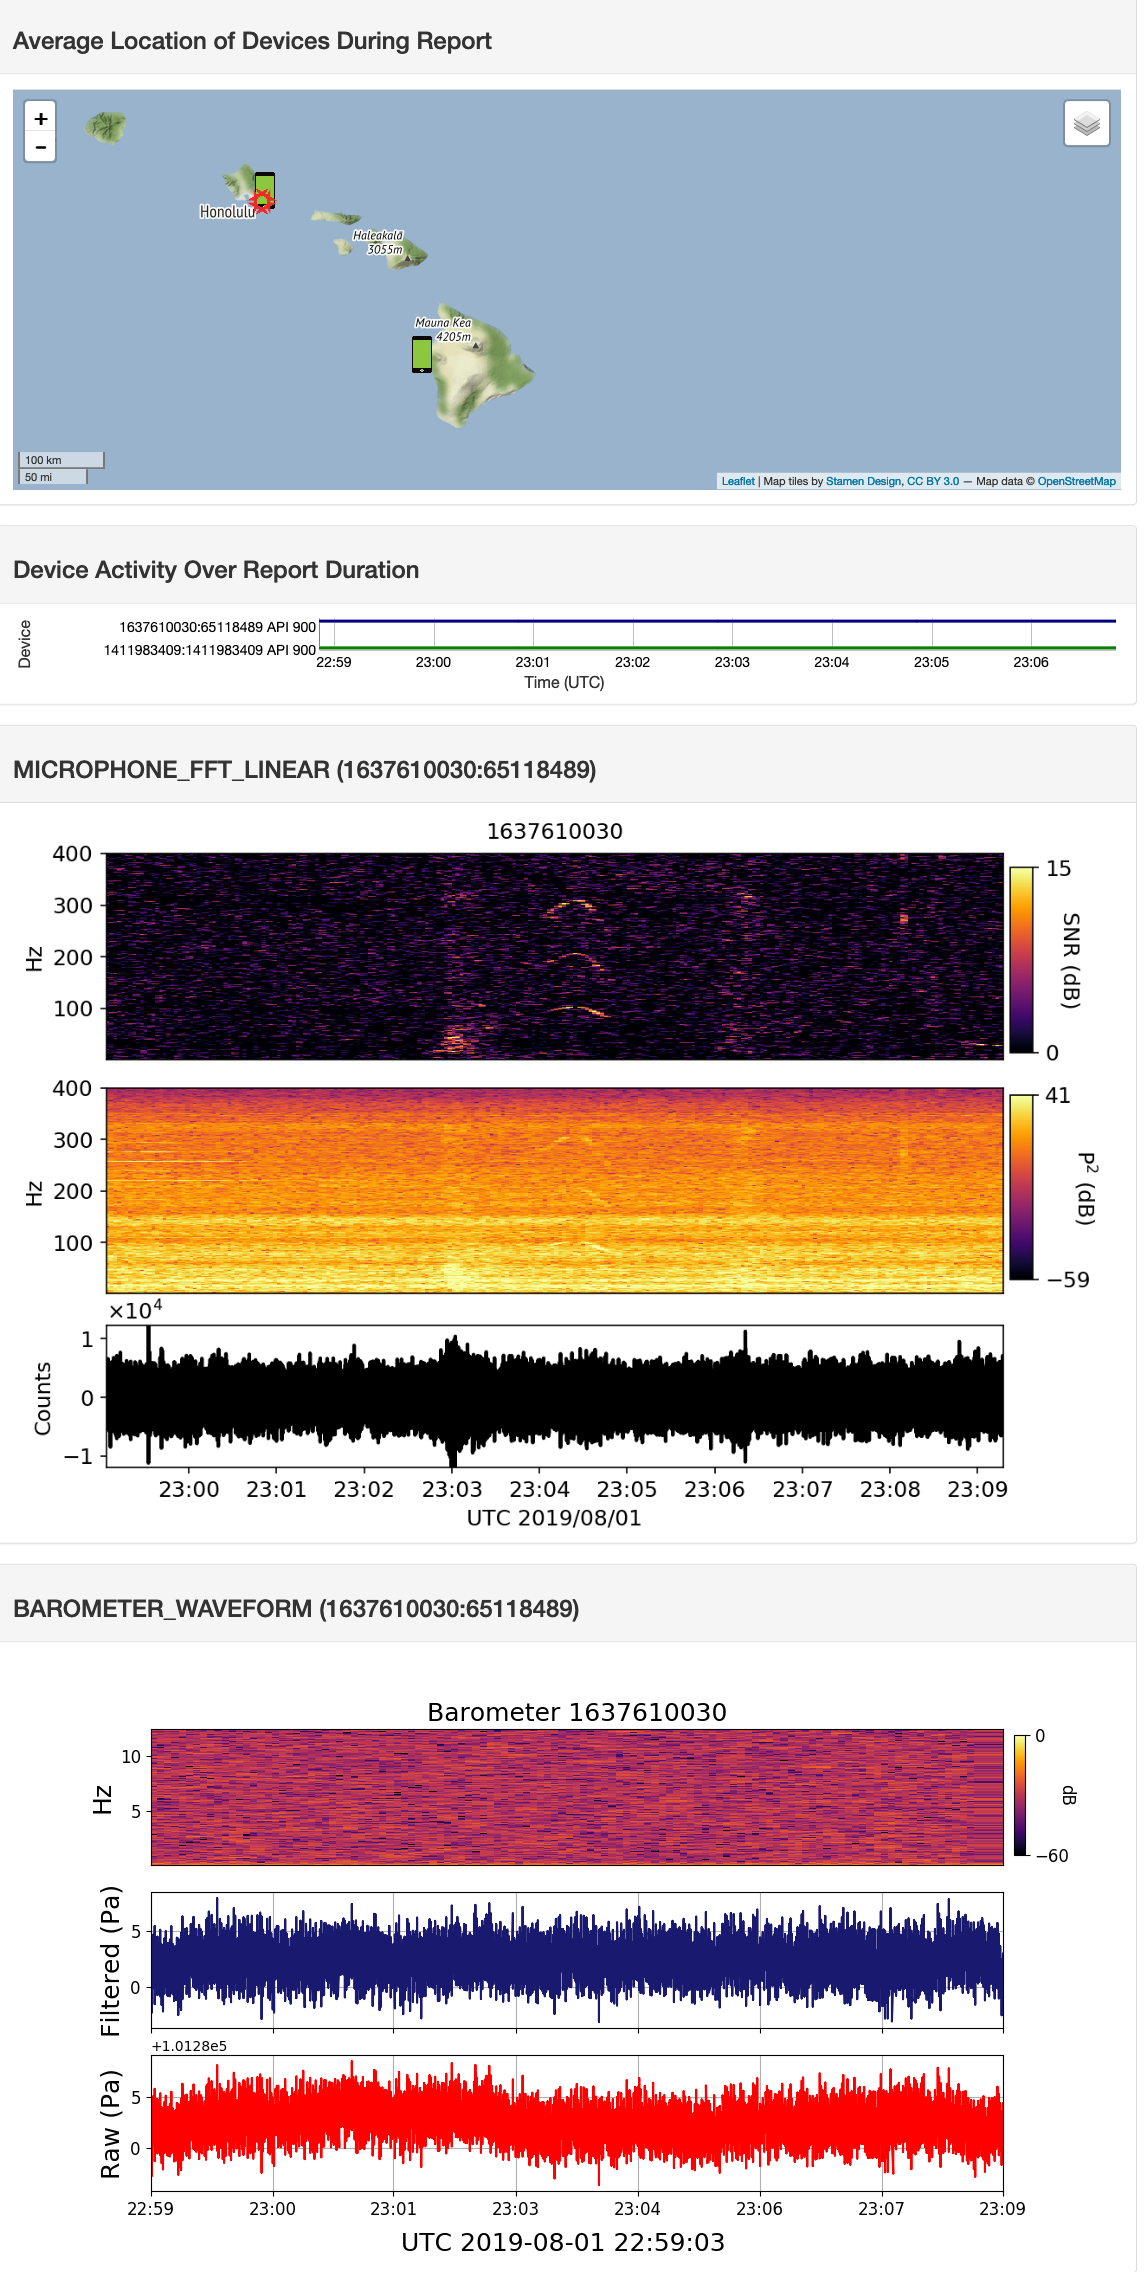 Average Location of Devices During Report
+
−
Honolulu
Haleakalā
3055m
Mauna Kea
4205m
100 km
50 mi
Leaflet | Map tiles by Stamen Design, CC BY 3.0 — Map data © OpenStreetMap
Device Activity Over Report Duration
Device
1637610030:65118489 API 900
1411983409:1411983409 API 900
22:59 23:00 23:01 23:02 23:03 23:04 23:05 23:06
Time (UTC)
MICROPHONE_FFT_LINEAR (1637610030:65118489)
1637610030
400
300
200
100
Hz
15
0
SNR (dB)
400
300
200
100
Hz
41
−59
P² (dB)
×10⁴
1
0
−1
Counts
23:00 23:01 23:02 23:03 23:04 23:05 23:06 23:07 23:08 23:09
UTC 2019/08/01
BAROMETER_WAVEFORM (1637610030:65118489)
Barometer 1637610030
10
5
Hz
0
−60
dB
5
0
Filtered (Pa)
+1.0128e5
5
0
Raw (Pa)
22:59 23:00 23:01 23:03 23:04 23:06 23:07 23:09
UTC 2019-08-01 22:59:03